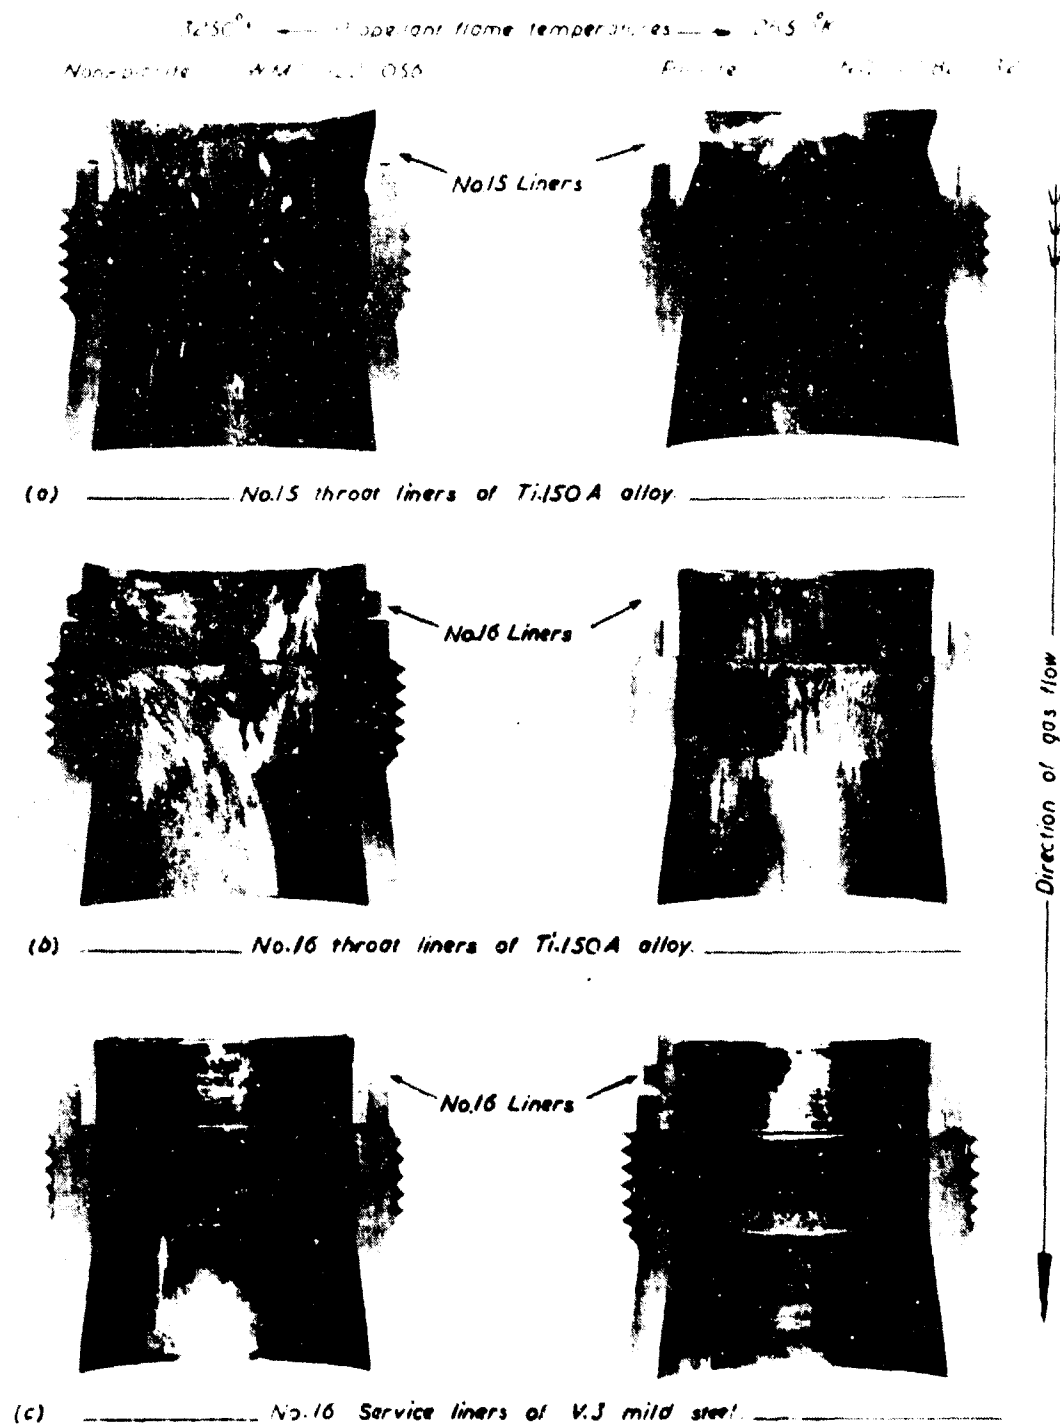 flame temperatures
No.15 Liners
(a) No.15 throat liners of Ti.150A alloy.
No.16 Liners
(b) No.16 throat liners of Ti.150A alloy.
No.16 Liners
(c) No.16 Service liners of V.3 mild steel.
Direction of gas flow